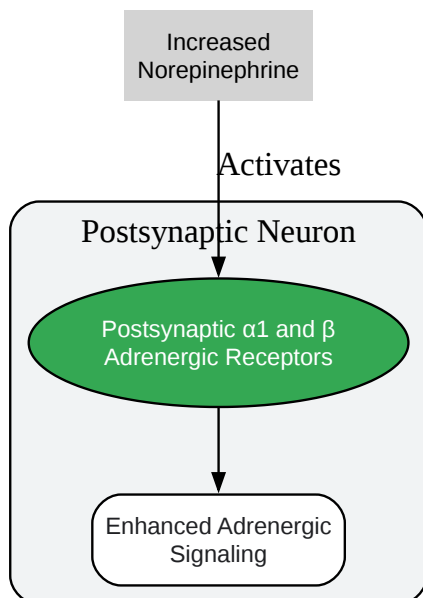 Increased
Norepinephrine
Activates
Postsynaptic Neuron
Postsynaptic α1 and β
Adrenergic Receptors
Enhanced Adrenergic
Signaling